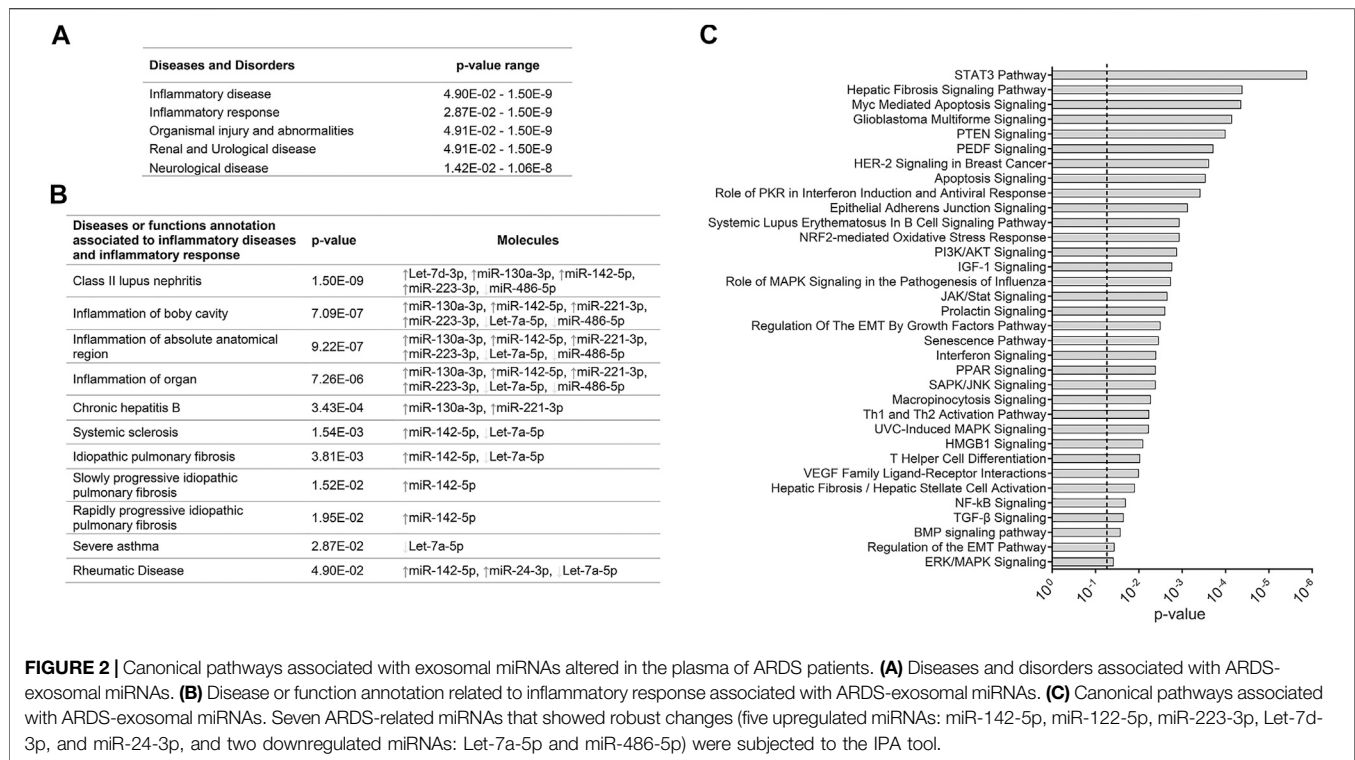 A
Diseases and Disorders p-value range
Inflammatory disease 4.90E-02 - 1.50E-9
Inflammatory response 2.87E-02 - 1.50E-9
Organismal injury and abnormalities 4.91E-02 - 1.50E-9
Renal and Urological disease 4.91E-02 - 1.50E-9
Neurological disease 1.42E-02 - 1.06E-8
B
Diseases or functions annotation
associated to inflammatory diseases
and inflammatory response
p-value
Molecules
Class II lupus nephritis
1.50E-09
↑Let-7d-3p, ↑miR-130a-3p, ↑miR-142-5p,
↑miR-223-3p, ↓miR-486-5p
Inflammation of boby cavity
7.09E-07
↑miR-130a-3p, ↑miR-142-5p, ↑miR-221-3p,
↑miR-223-3p, ↓Let-7a-5p, ↓miR-486-5p
Inflammation of absolute anatomical
region
9.22E-07
↑miR-130a-3p, ↑miR-142-5p, ↑miR-221-3p,
↑miR-223-3p, ↓Let-7a-5p, ↓miR-486-5p
Inflammation of organ
7.26E-06
↑miR-130a-3p, ↑miR-142-5p, ↑miR-221-3p,
↑miR-223-3p, ↓Let-7a-5p, ↓miR-486-5p
Chronic hepatitis B 3.43E-04 ↑miR-130a-3p, ↑miR-221-3p
Systemic sclerosis 1.54E-03 ↑miR-142-5p, ↓Let-7a-5p
Idiopathic pulmonary fibrosis 3.81E-03 ↑miR-142-5p, ↓Let-7a-5p
Slowly progressive idiopathic
pulmonary fibrosis
1.52E-02 ↑miR-142-5p
Rapidly progressive idiopathic
pulmonary fibrosis
1.95E-02 ↑miR-142-5p
Severe asthma 2.87E-02 ↓Let-7a-5p
Rheumatic Disease 4.90E-02 ↑miR-142-5p, ↑miR-24-3p, ↓Let-7a-5p
C
STAT3 Pathway
Hepatic Fibrosis Signaling Pathway
Myc Mediated Apoptosis Signaling
Glioblastoma Multiforme Signaling
PTEN Signaling
PEDF Signaling
HER-2 Signaling in Breast Cancer
Apoptosis Signaling
Role of PKR in Interferon Induction and Antiviral Response
Epithelial Adherens Junction Signaling
Systemic Lupus Erythematosus In B Cell Signaling Pathway
NRF2-mediated Oxidative Stress Response
PI3K/AKT Signaling
IGF-1 Signaling
Role of MAPK Signaling in the Pathogenesis of Influenza
JAK/Stat Signaling
Prolactin Signaling
Regulation Of The EMT By Growth Factors Pathway
Senescence Pathway
Interferon Signaling
PPAR Signaling
SAPK/JNK Signaling
Macropinocytosis Signaling
Th1 and Th2 Activation Pathway
UVC-Induced MAPK Signaling
HMGB1 Signaling
T Helper Cell Differentiation
VEGF Family Ligand-Receptor Interactions
Hepatic Fibrosis / Hepatic Stellate Cell Activation
NF-kB Signaling
TGF-β Signaling
BMP signaling pathway
Regulation of the EMT Pathway
ERK/MAPK Signaling
10⁰ 10⁻¹ 10⁻² 10⁻³ 10⁻⁴ 10⁻⁵ 10⁻⁶
p-value
FIGURE 2 | Canonical pathways associated with exosomal miRNAs altered in the plasma of ARDS patients. (A) Diseases and disorders associated with ARDS-
exosomal miRNAs. (B) Disease or function annotation related to inflammatory response associated with ARDS-exosomal miRNAs. (C) Canonical pathways associated
with ARDS-exosomal miRNAs. Seven ARDS-related miRNAs that showed robust changes (five upregulated miRNAs: miR-142-5p, miR-122-5p, miR-223-3p, Let-7d-
3p, and miR-24-3p, and two downregulated miRNAs: Let-7a-5p and miR-486-5p) were subjected to the IPA tool.